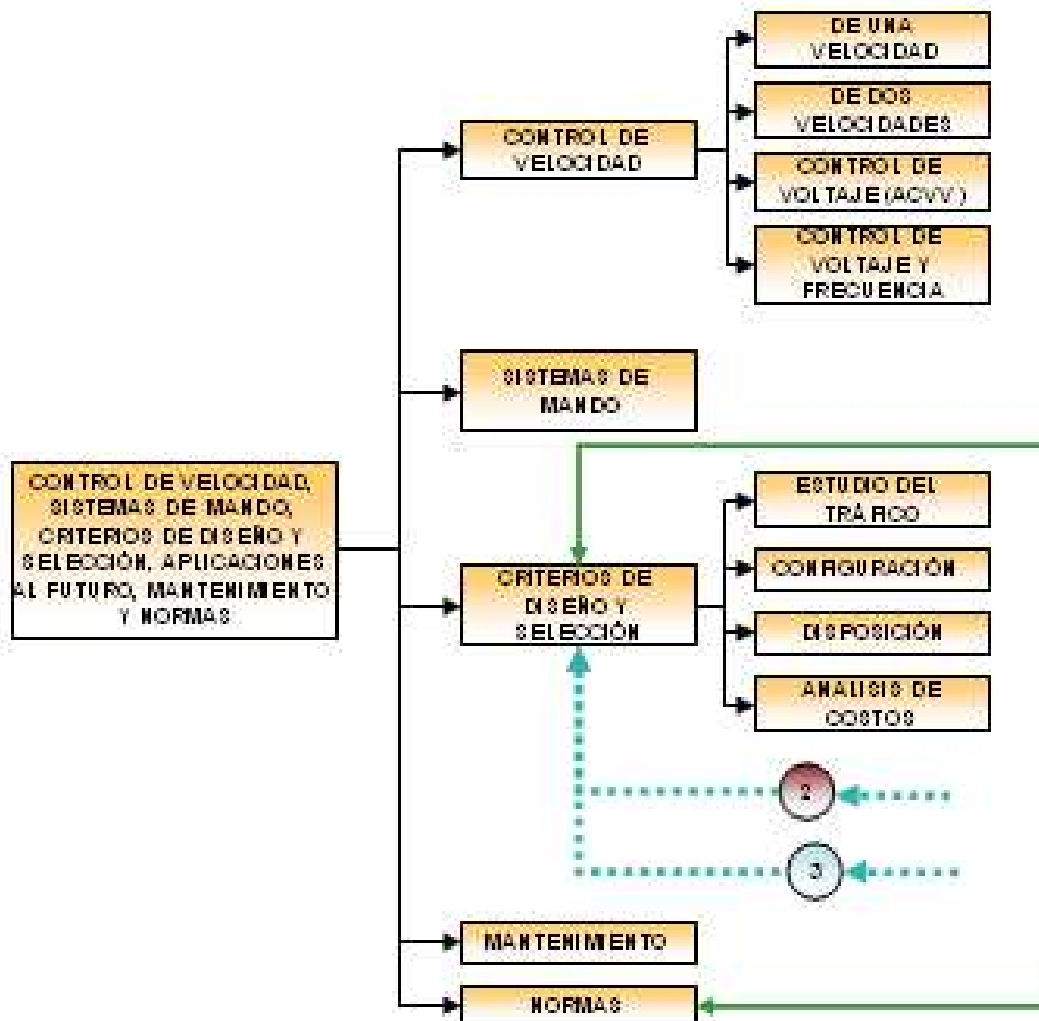 DE UNA
VELOCIDAD
DE DOS
VELOCIDADES
CONTROL DE
VELOCIDAD
CONTROL DE
VOLTAJE (ACVV.)
CONTROL DE
VOLTAJE Y
FRECUENCIA
SISTEMAS DE
MANDO
CONTROL DE VELOCIDAD,
SISTEMAS DE MANDO,
CRITERIOS DE DISEÑO Y
SELECCIÓN, APLICACIONES
AL FUTURO, MANTENIMIENTO
Y NORMAS
CRITERIOS DE
DISEÑO Y
SELECCIÓN
ESTUDIO DEL
TRÁFICO
CONFIGURACIÓN
DISPOSICIÓN
ANALISIS DE
COSTOS
2
3
MANTENIMIENTO
NORMAS